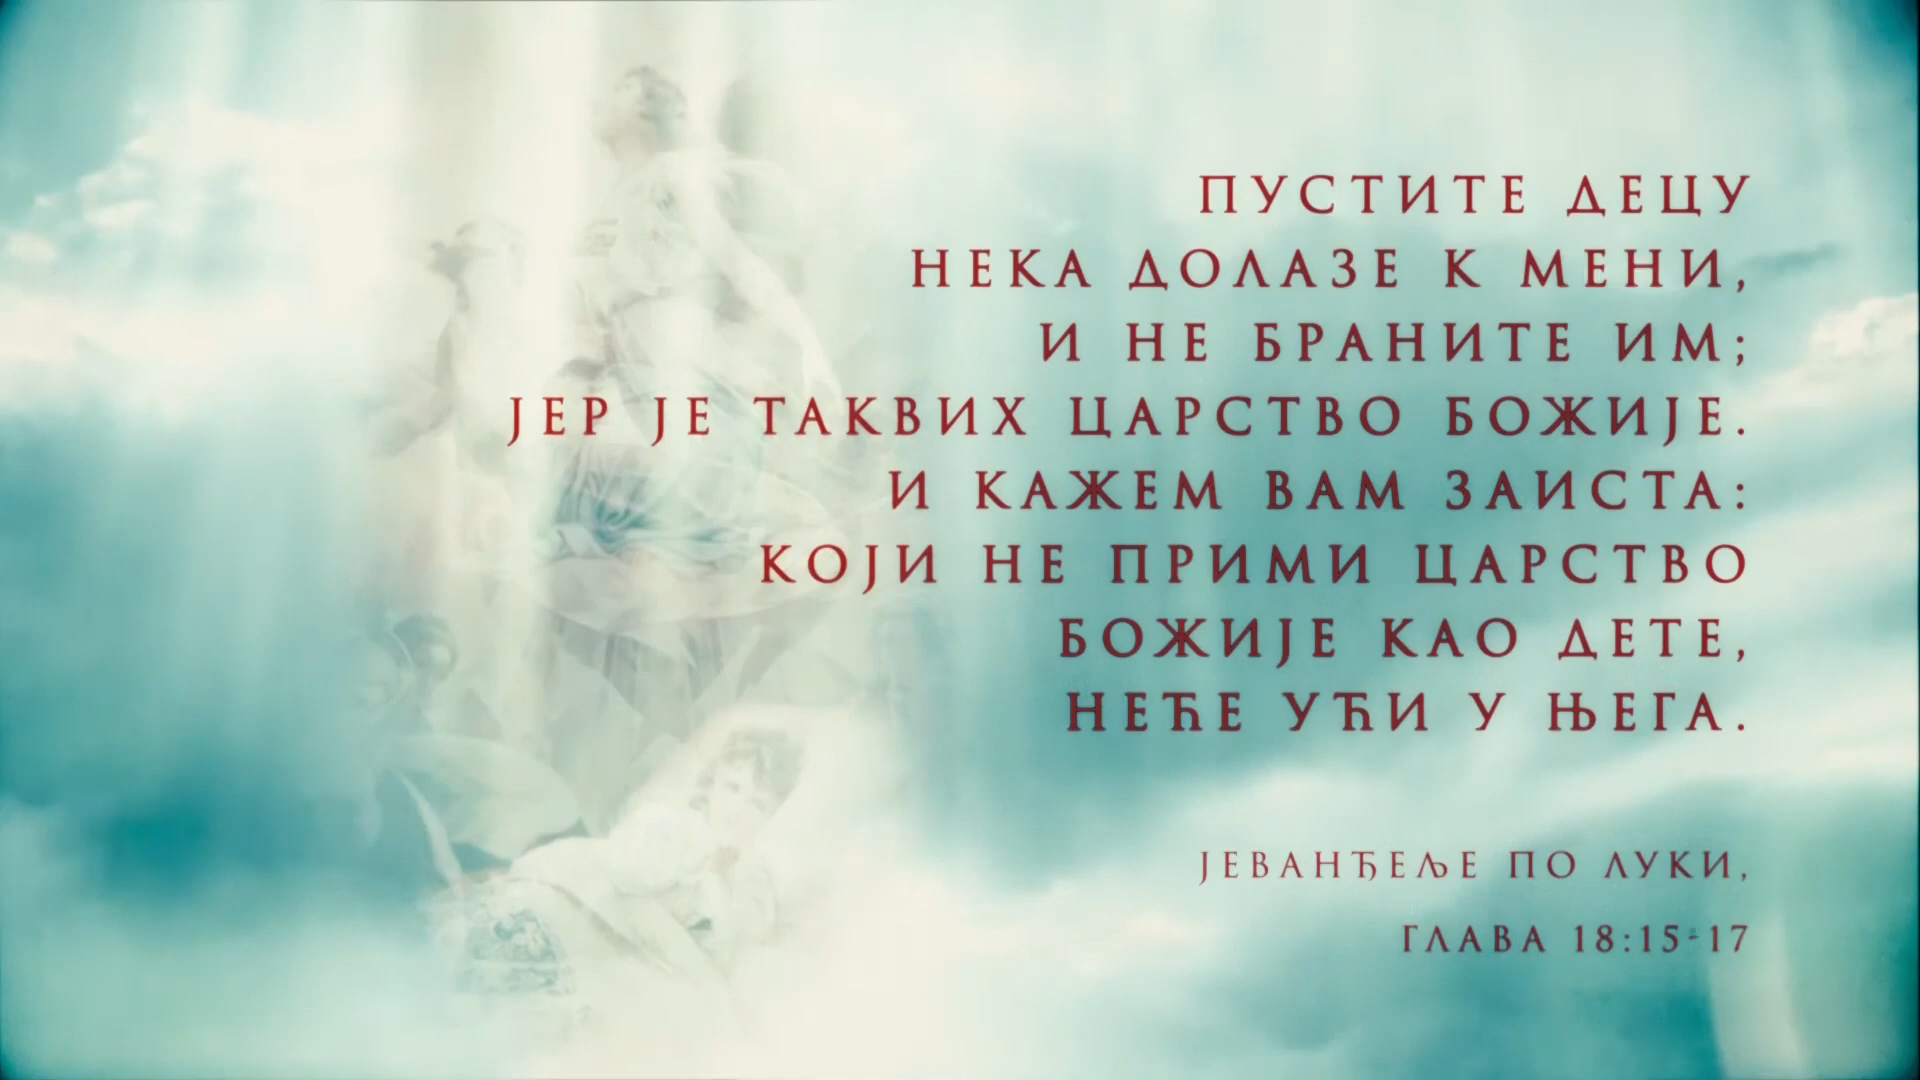 ПУСТИТЕ ДЕЦУ
НЕКА ДОЛАЗЕ К МЕНИ,
И НЕ БРАНИТЕ ИМ;
ЈЕР ЈЕ ТАКВИХ ЦАРСТВО БОЖИЈЕ.
И КАЖЕМ ВАМ ЗАИСТА:
КОЈИ НЕ ПРИМИ ЦАРСТВО
БОЖИЈЕ КАО ДЕТЕ,
НЕЋЕ УЋИ У ЊЕГА.
ЈЕВАНЂЕЉЕ ПО ЛУКИ,
ГЛАВА 18:15-17